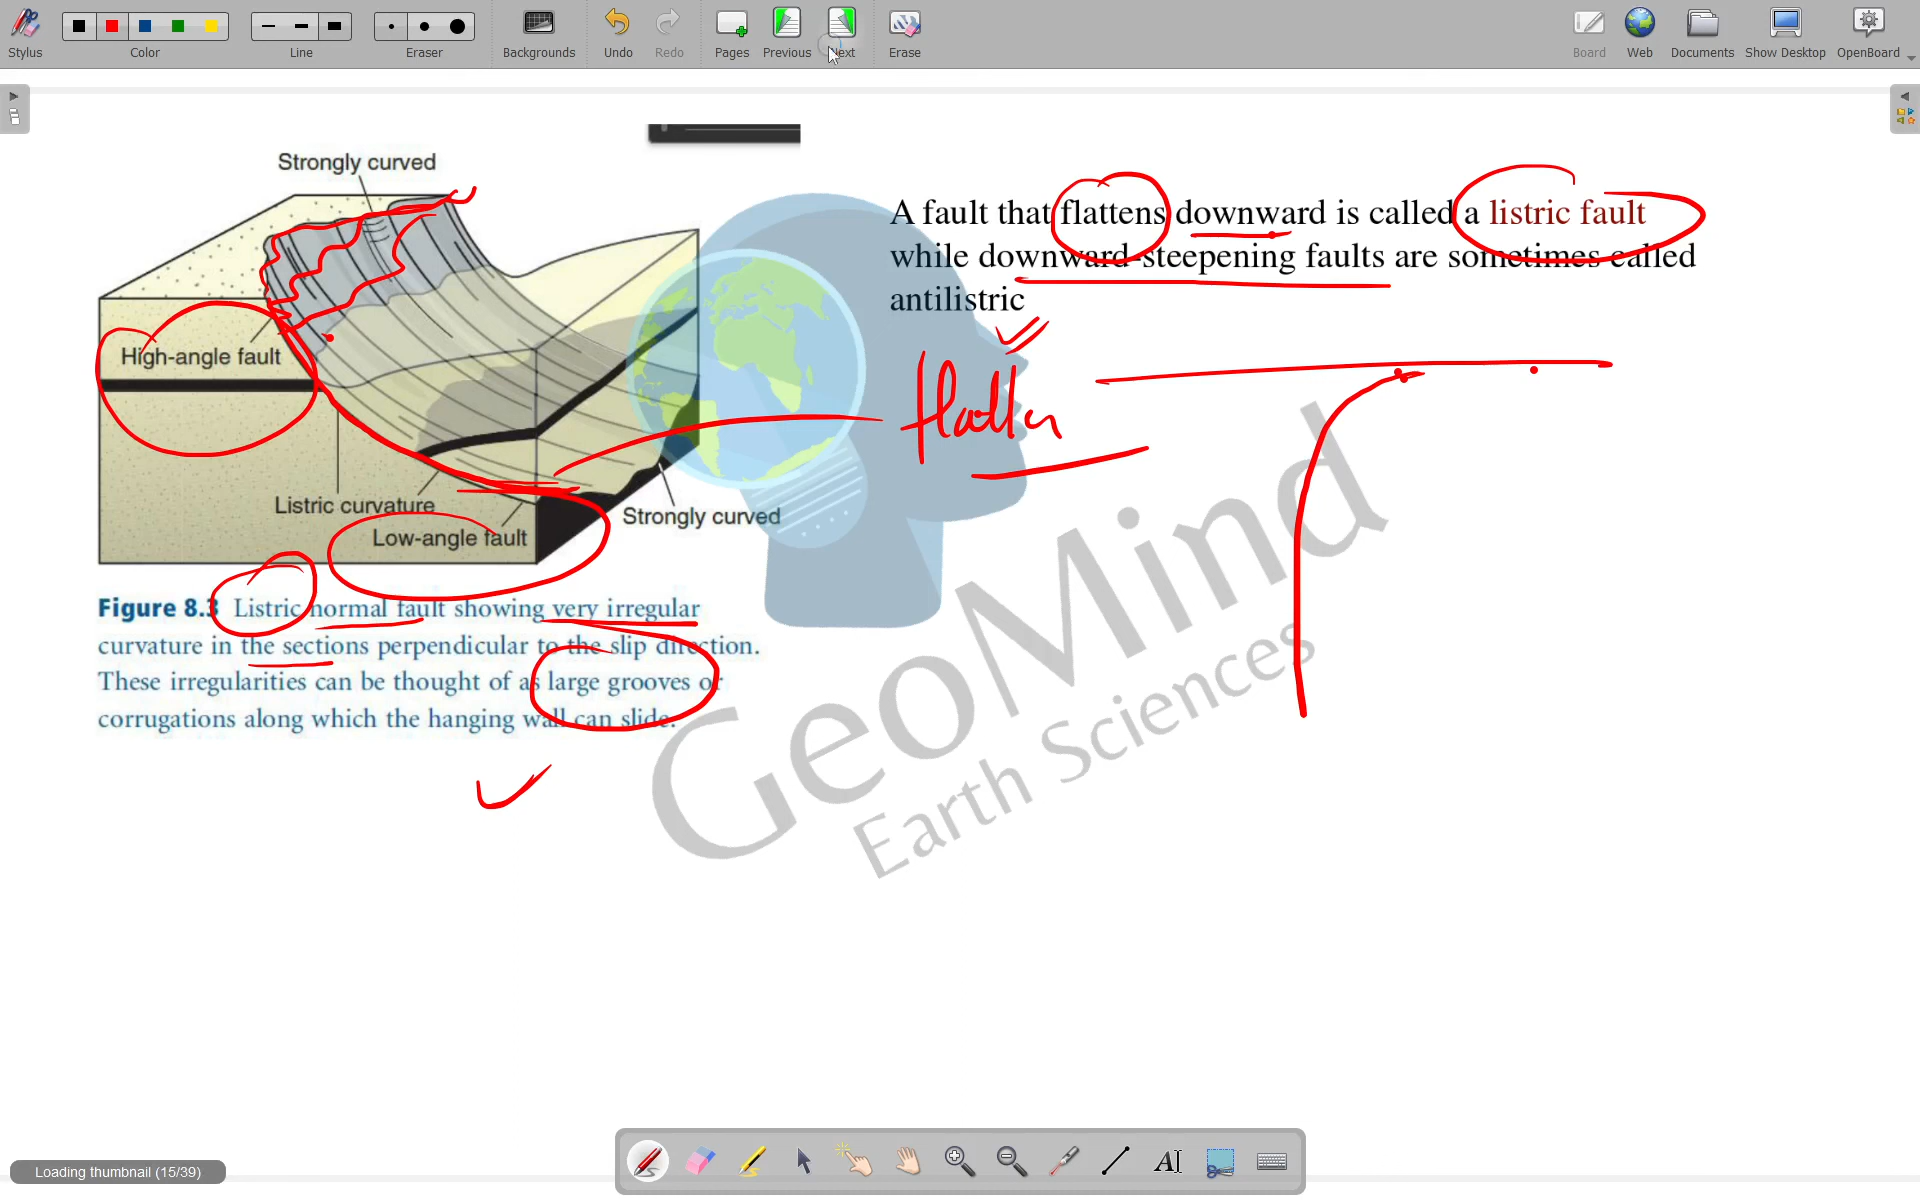 Stylus
Color
Line
Eraser
Backgrounds
Undo
Redo
Pages
Previous
Next
Erase
Board
Web
Documents
Show Desktop
OpenBoard
Strongly curved
High-angle fault
Listric curvature
Low-angle fault
Strongly curved
Figure 8.3 Listric normal fault showing very irregular
curvature in the sections perpendicular to the slip direction.
These irregularities can be thought of as large grooves or
corrugations along which the hanging wall can slide.
A fault that flattens downward is called a listric fault
while downward-steepening faults are sometimes called
antilistric
flatten
GeoMind
Earth Sciences
Loading thumbnail (15/39)